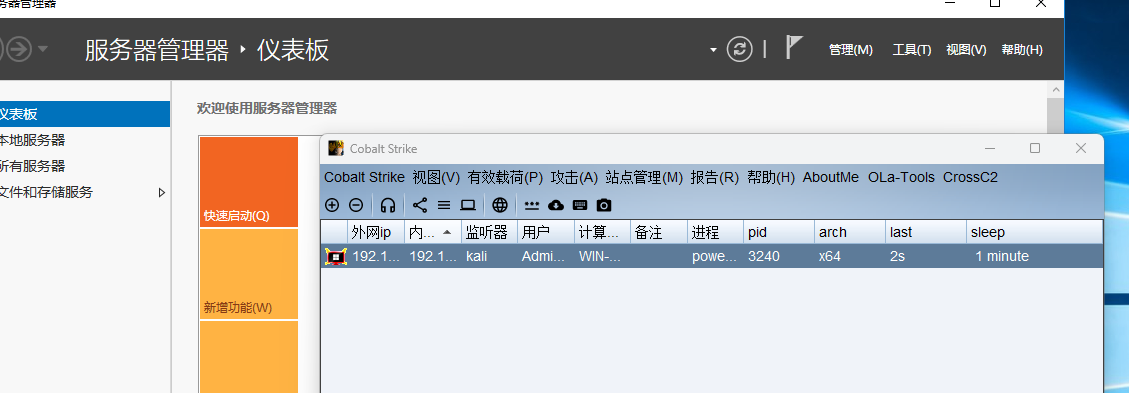 务器管理器
服务器管理器 ‣ 仪表板
管理(M) 工具(T) 视图(V) 帮助(H)
仪表板
本地服务器
所有服务器
文件和存储服务
欢迎使用服务器管理器
快速启动(Q)
新增功能(W)
Cobalt Strike
Cobalt Strike 视图(V) 有效载荷(P) 攻击(A) 站点管理(M) 报告(R) 帮助(H) AboutMe OLa-Tools CrossC2
外网ip 内... 监听器 用户 计算... 备注 进程 pid arch last sleep
192.1... 192.1... kali Admi... WIN-... powe... 3240 x64 2s 1 minute